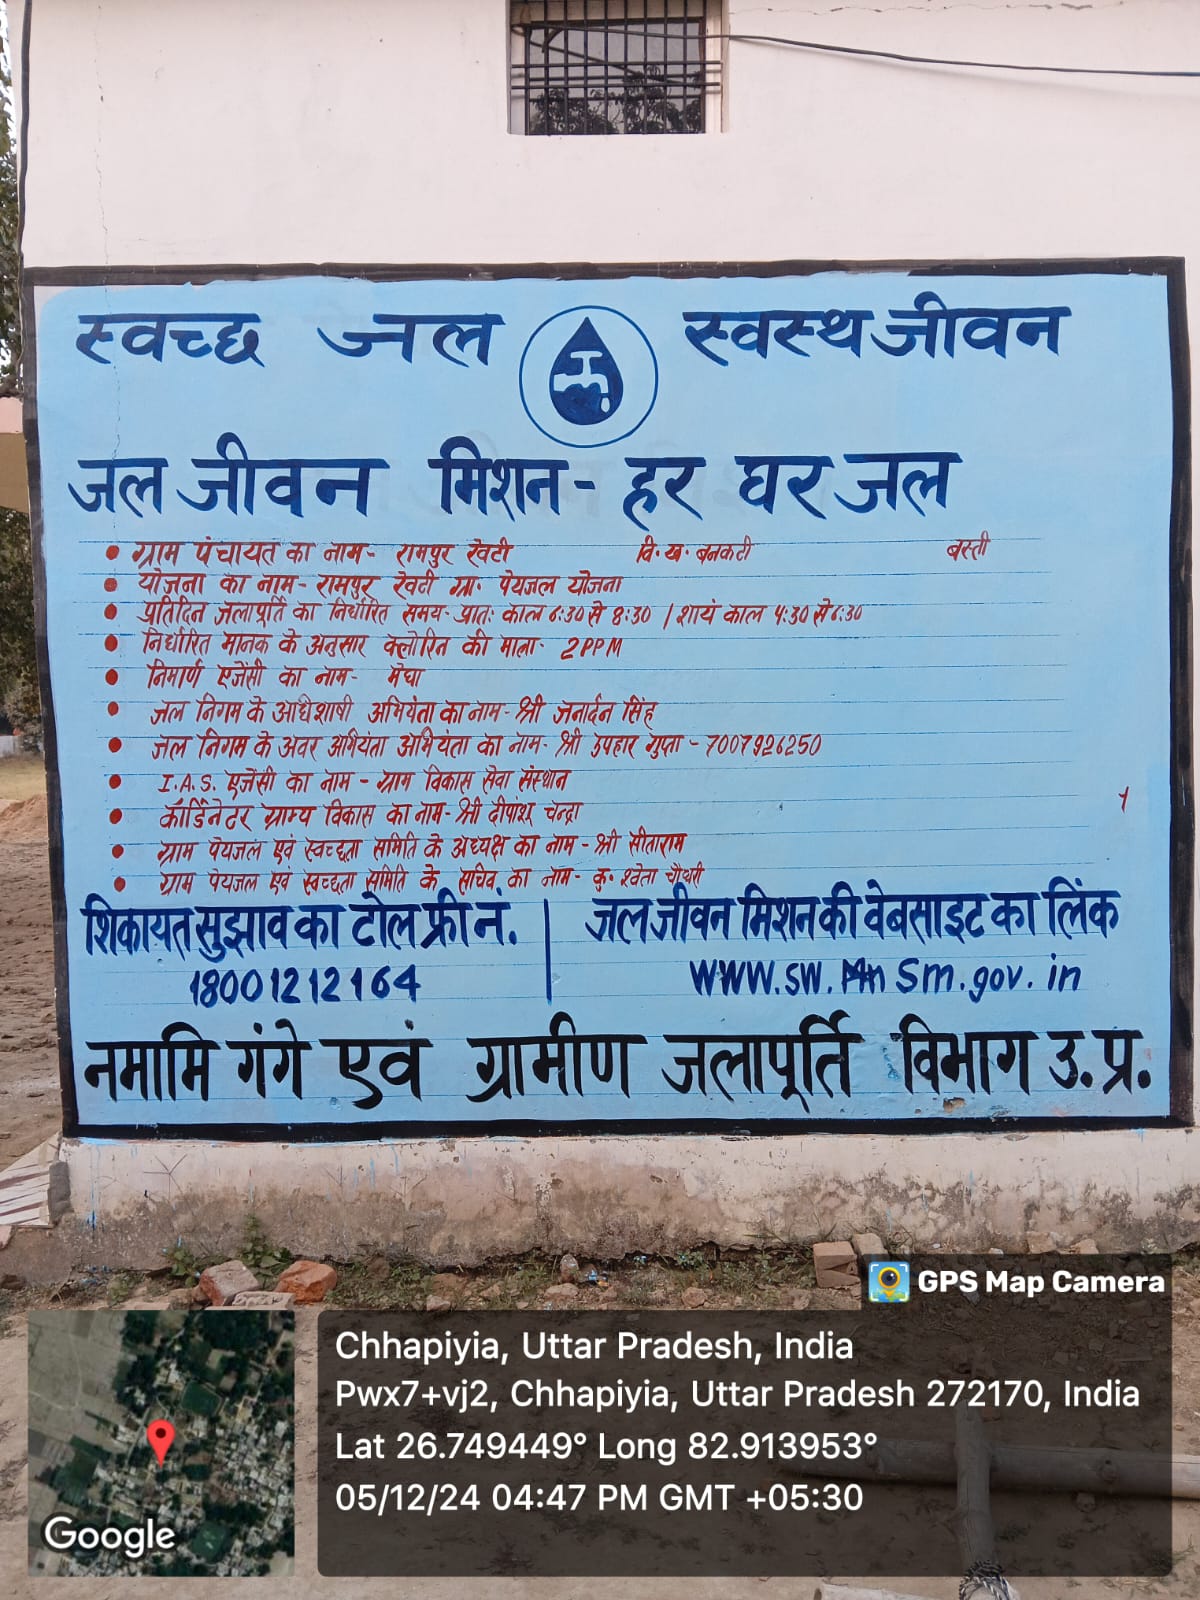 स्वच्छ जल स्वस्थ जीवन
जल जीवन मिशन - हर घर जल
• ग्राम पंचायत का नाम- रामपुर रेवटी वि. ख. बनकटी बस्ती
• योजना का नाम- रामपुर रेवटी ग्रा. पेयजल योजना
• प्रतिदिन जलापूर्ति का निर्धारित समय- प्रातः काल 6:30 से 8:30 / शायं काल 4:30 से 6:30
• निर्धारित मानक के अनुसार क्लोरिन की मात्रा- 2PPM
• निमार्ण एजेंसी का नाम- मेघा
• जल निगम के अधिशाषी अभियंता का नाम- श्री जनार्दन सिंह
• जल निगम के अवर अभियंता अभियंता का नाम- श्री उपहार गुप्ता - 7007926250
• I.A.S. एजेंसी का नाम - ग्राम विकास सेवा संस्थान
• कॉर्डिनेटर ग्राम्य विकास का नाम- श्री दीपांशू चन्द्रा
• ग्राम पेयजल एवं स्वच्छता समिति के अध्यक्ष का नाम - श्री सीताराम
• ग्राम पेयजल एवं स्वच्छता समिति के सचिव का नाम- कु. श्वेता चौधरी
शिकायत सुझाव का टोल फ्री नं. | जल जीवन मिशन की वेबसाइट का लिंक
18001212164 www.sw.mnsm.gov.in
नमामि गंगे एवं ग्रामीण जलापूर्ति विभाग उ. प्र.
GPS Map Camera
Chhapiyia, Uttar Pradesh, India
Pwx7+vj2, Chhapiyia, Uttar Pradesh 272170, India
Lat 26.749449° Long 82.913953°
05/12/24 04:47 PM GMT +05:30
Google